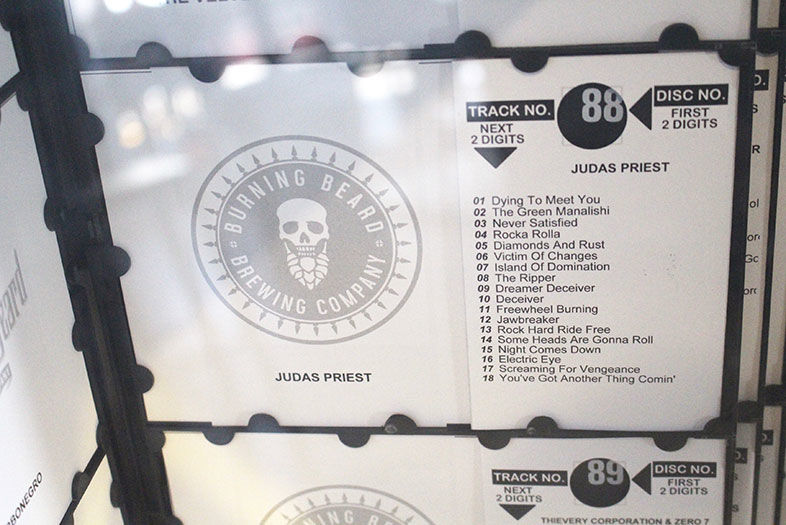 BURNING BEARD
BREWING COMPANY
JUDAS PRIEST
TRACK NO.
NEXT
2 DIGITS
88
DISC NO.
FIRST
2 DIGITS
JUDAS PRIEST
01 Dying To Meet You
02 The Green Manalishi
03 Never Satisfied
04 Rocka Rolla
05 Diamonds And Rust
06 Victim Of Changes
07 Island Of Domination
08 The Ripper
09 Dreamer Deceiver
10 Deceiver
11 Freewheel Burning
12 Jawbreaker
13 Rock Hard Ride Free
14 Some Heads Are Gonna Roll
15 Night Comes Down
16 Electric Eye
17 Screaming For Vengeance
18 You've Got Another Thing Comin'
BURNING BEARD
TRACK NO.
NEXT
2 DIGITS
89
DISC NO.
FIRST
2 DIGITS
THIEVERY CORPORATION & ZERO 7